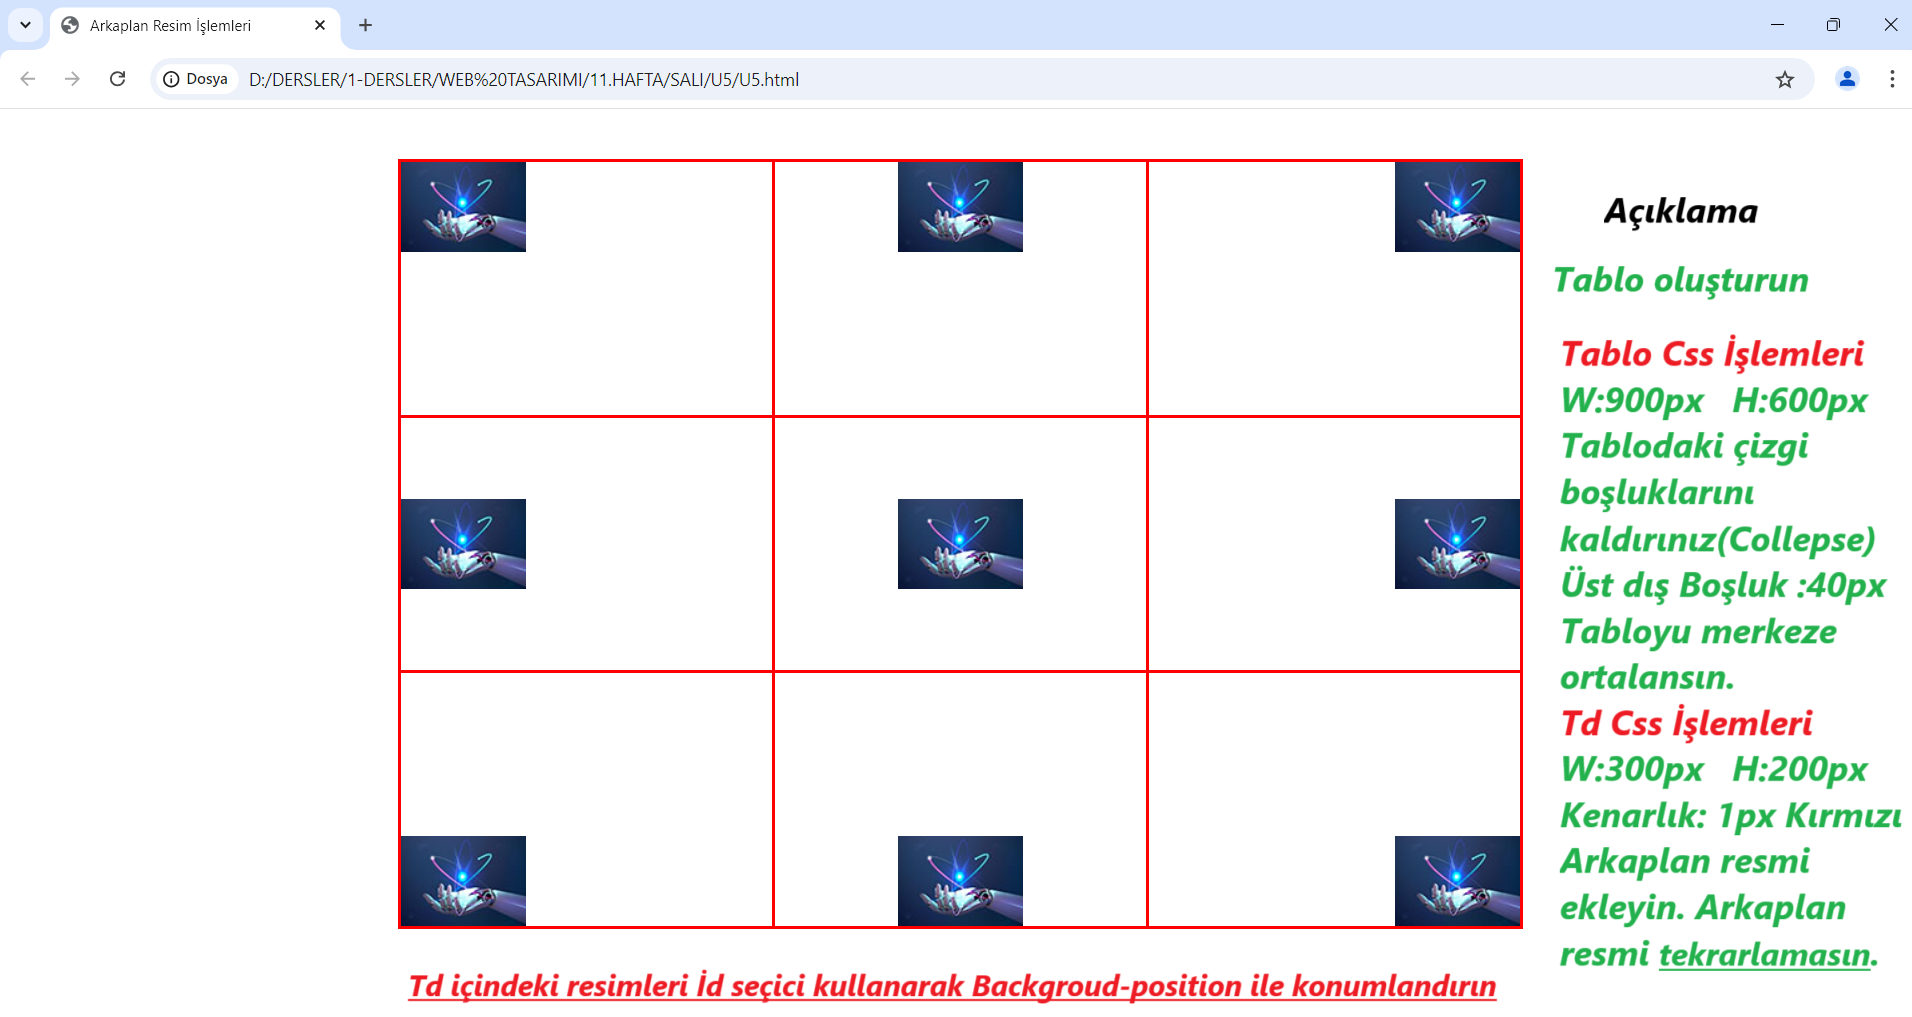 Arkaplan Resim İşlemleri
Dosya D:/DERSLER/1-DERSLER/WEB%20TASARIMI/11.HAFTA/SALI/U5/U5.html
Açıklama
Tablo oluşturun
Tablo Css İşlemleri
W:900px H:600px
Tablodaki çizgi
boşluklarını
kaldırınız(Collepse)
Üst dış Boşluk :40px
Tabloyu merkeze
ortalansın.
Td Css İşlemleri
W:300px H:200px
Kenarlık: 1px Kırmızı
Arkaplan resmi
ekleyin. Arkaplan
resmi tekrarlamasın.
Td içindeki resimleri İd seçici kullanarak Backgroud-position ile konumlandırın